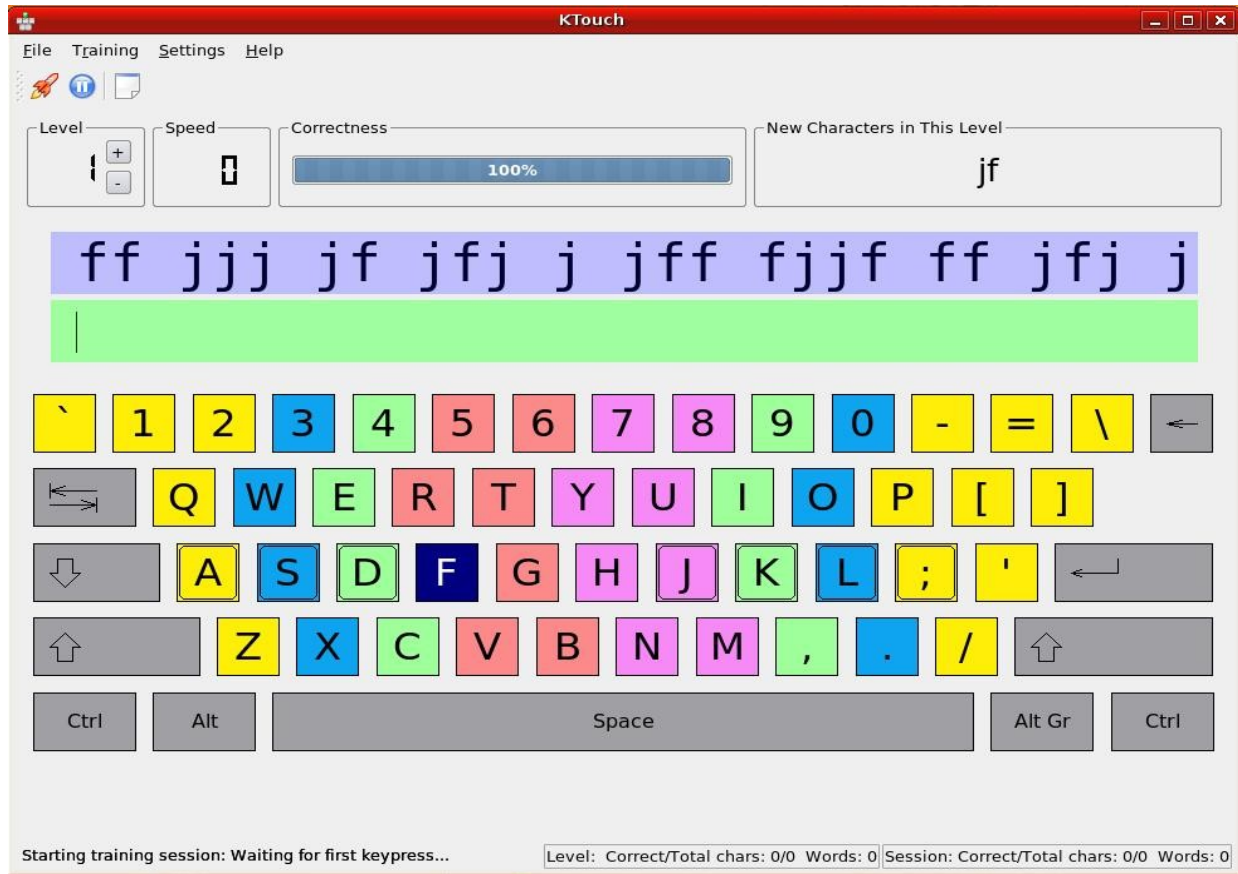 KTouch
File Training Settings Help
Level Speed Correctness New Characters in This Level
1 + - 0 100% jf
ff jjj jf jfj j jff fjjf ff jfj j
` 1 2 3 4 5 6 7 8 9 0 - = \
Q W E R T Y U I O P [ ]
A S D F G H J K L ; '
Z X C V B N M , . /
Ctrl Alt Space Alt Gr Ctrl
Starting training session: Waiting for first keypress... Level: Correct/Total chars: 0/0 Words: 0 Session: Correct/Total chars: 0/0 Words: 0